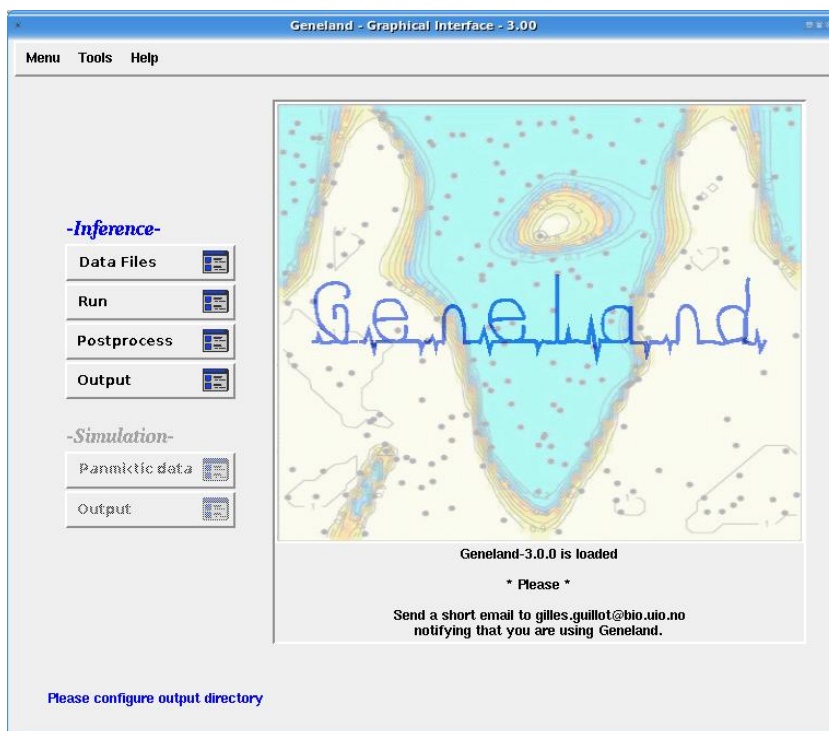 Geneland - Graphical Interface - 3.00
Menu Tools Help
-Inference-
Data Files
Run
Postprocess
Output
-Simulation-
Panmictic data
Output
Geneland
Geneland-3.0.0 is loaded
* Please *
Send a short email to gilles.guillot@bio.uio.no
notifying that you are using Geneland.
Please configure output directory